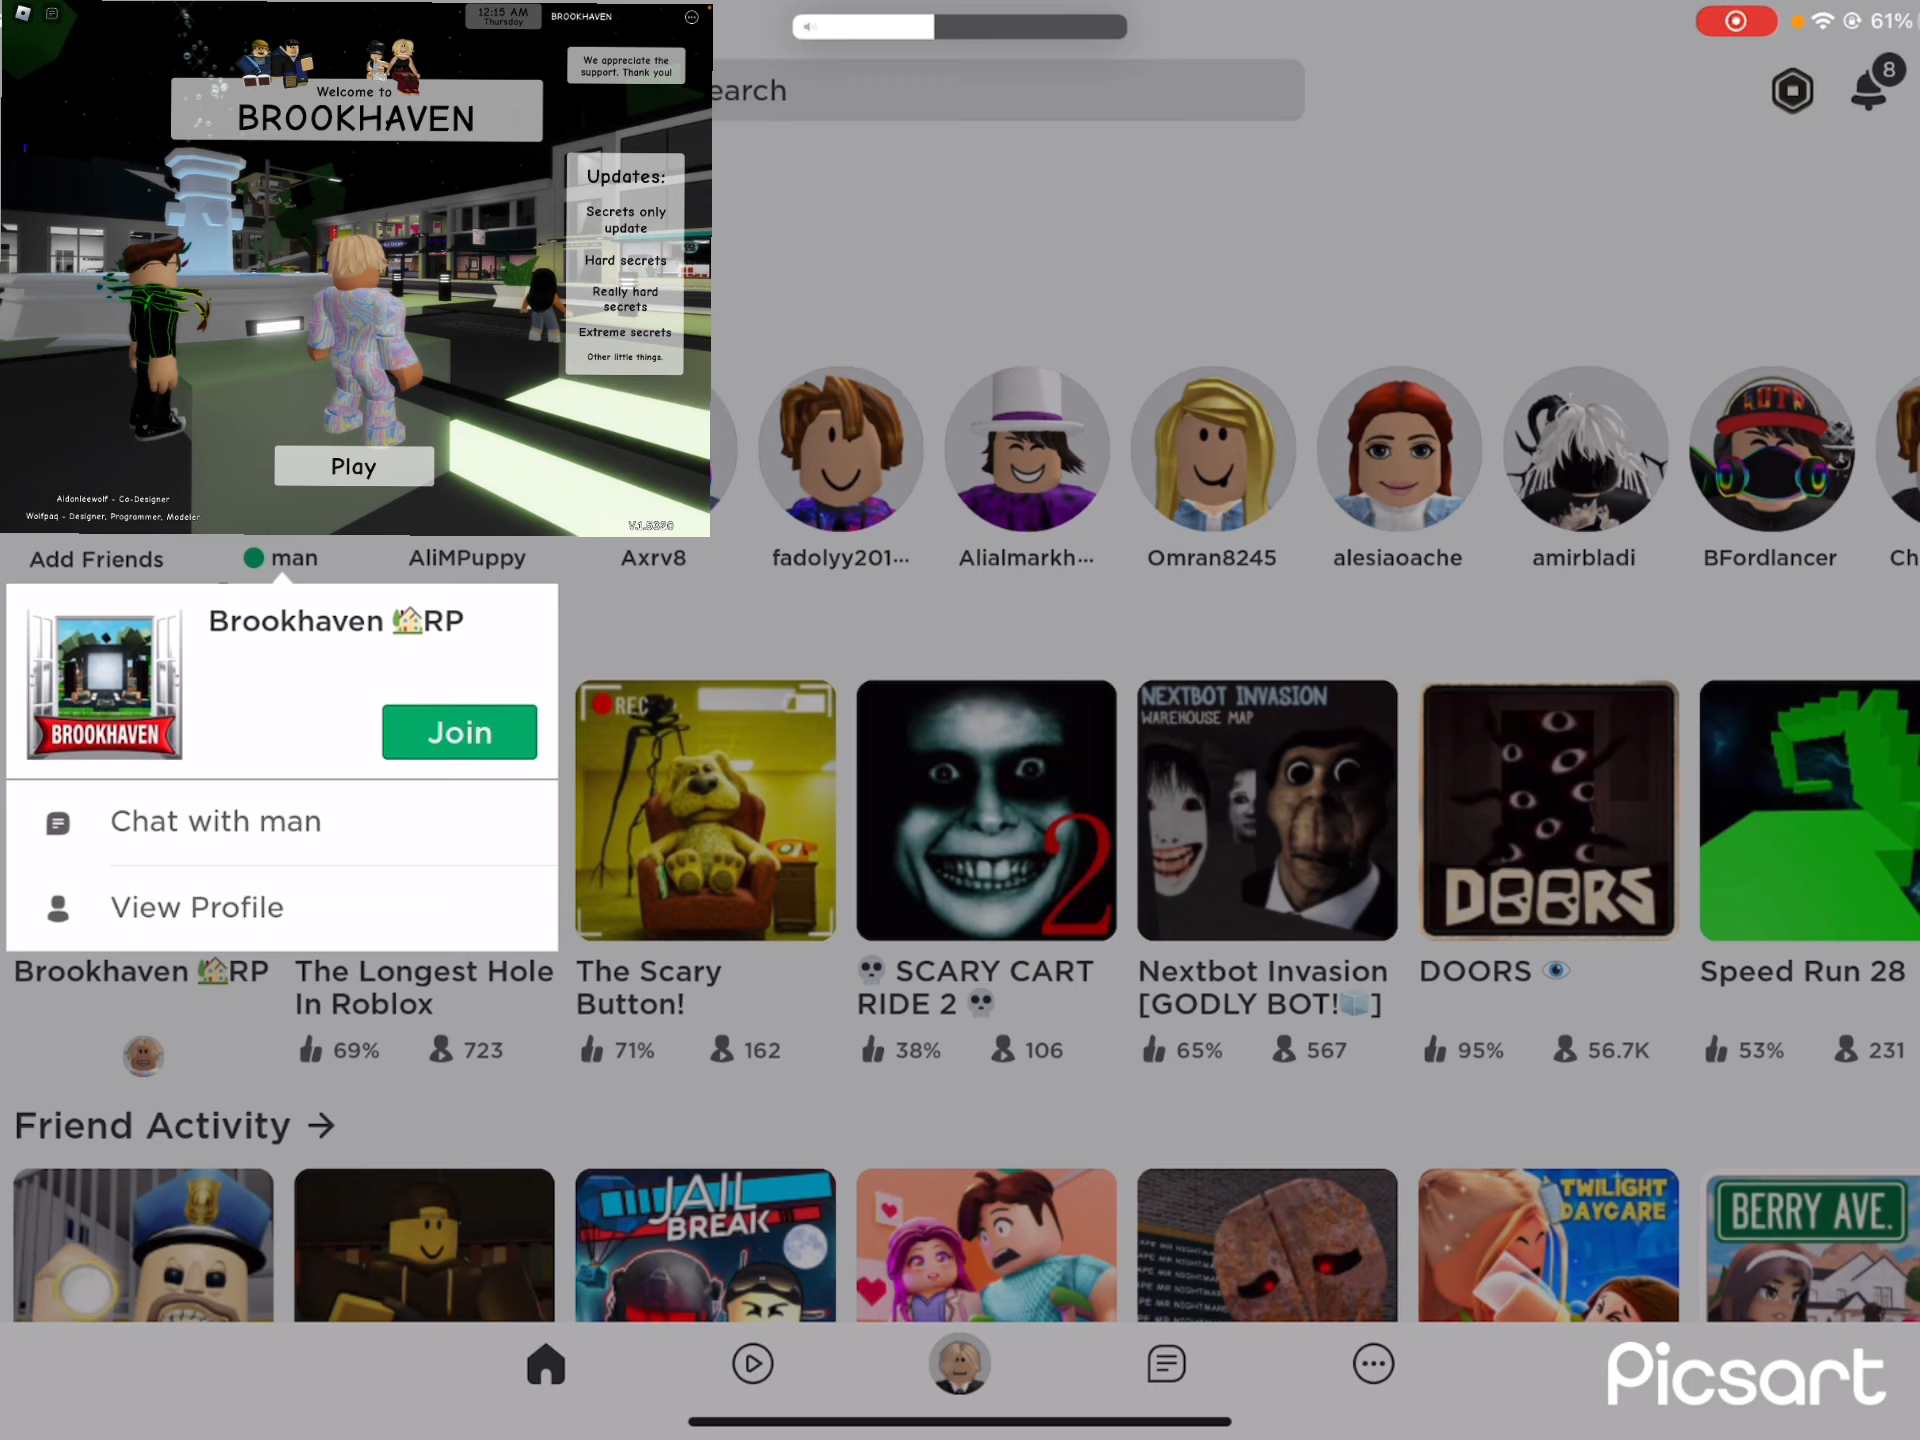 12:15 AM
Thursday
BROOKHAVEN
We appreciate the
support. Thank you!
Welcome to
BROOKHAVEN
Updates:
Secrets only
update
Hard secrets
Really hard
secrets
Extreme secrets
Other little things.
Play
Aidanleewolf - Co-Designer
Wolfpaq - Designer, Programmer, Modeler
V.1.5390
61%
earch
8
Add Friends
man
AliMPuppy
Axrv8
fadolyy201...
Alialmarkh...
Omran8245
alesiaoache
amirbladi
BFordlancer
Ch
Brookhaven 🏡RP
BROOKHAVEN
Join
Chat with man
View Profile
REC
2
NEXTBOT INVASION
WAREHOUSE MAP
DOORS
Brookhaven 🏡RP
The Longest Hole
In Roblox
69% 723
The Scary
Button!
71% 162
💀 SCARY CART
RIDE 2 💀
38% 106
Nextbot Invasion
[GODLY BOT!🧊]
65% 567
DOORS 👁️
95% 56.7K
Speed Run 28
53% 231
Friend Activity →
JAIL
BREAK
TWILIGHT
DAYCARE
BERRY AVE.
Picsart